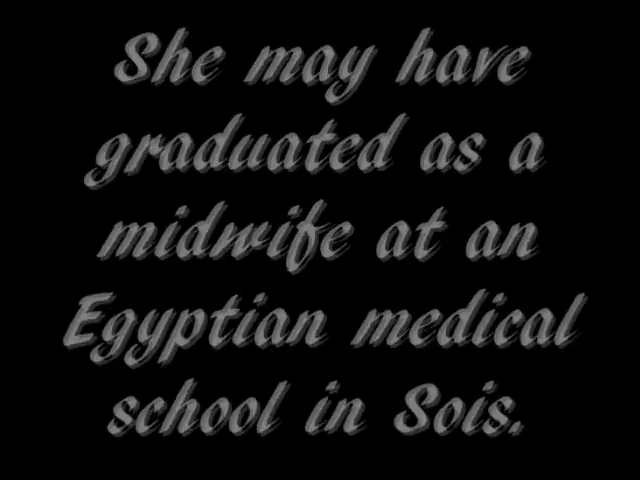 She may have
graduated as a
midwife at an
Egyptian medical
school in Sois.